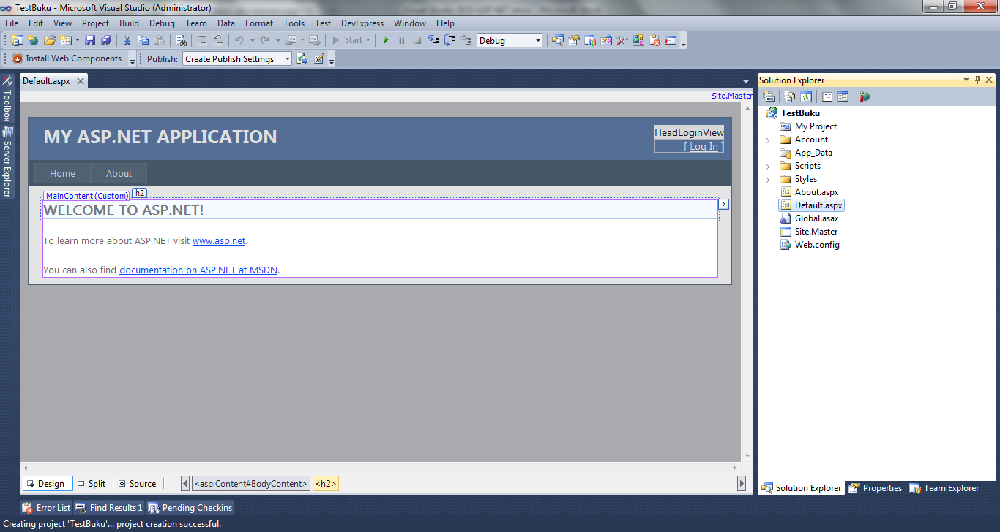 TestBuku - Microsoft Visual Studio (Administrator)
File Edit View Project Build Debug Team Data Format Tools Test DevExpress Window Help
Start Debug
Install Web Components Publish: Create Publish Settings
Toolbox
Server Explorer
Default.aspx
Site.Master
MY ASP.NET APPLICATION
HeadLoginView
[ Log In ]
Home About
MainContent (Custom) h2
WELCOME TO ASP.NET!
To learn more about ASP.NET visit www.asp.net.
You can also find documentation on ASP.NET at MSDN.
Design Split Source <asp:Content#BodyContent> <h2>
Solution Explorer
TestBuku
My Project
Account
App_Data
Scripts
Styles
About.aspx
Default.aspx
Global.asax
Site.Master
Web.config
Solution Explorer Properties Team Explorer
Error List Find Results 1 Pending Checkins
Creating project 'TestBuku'... project creation successful.